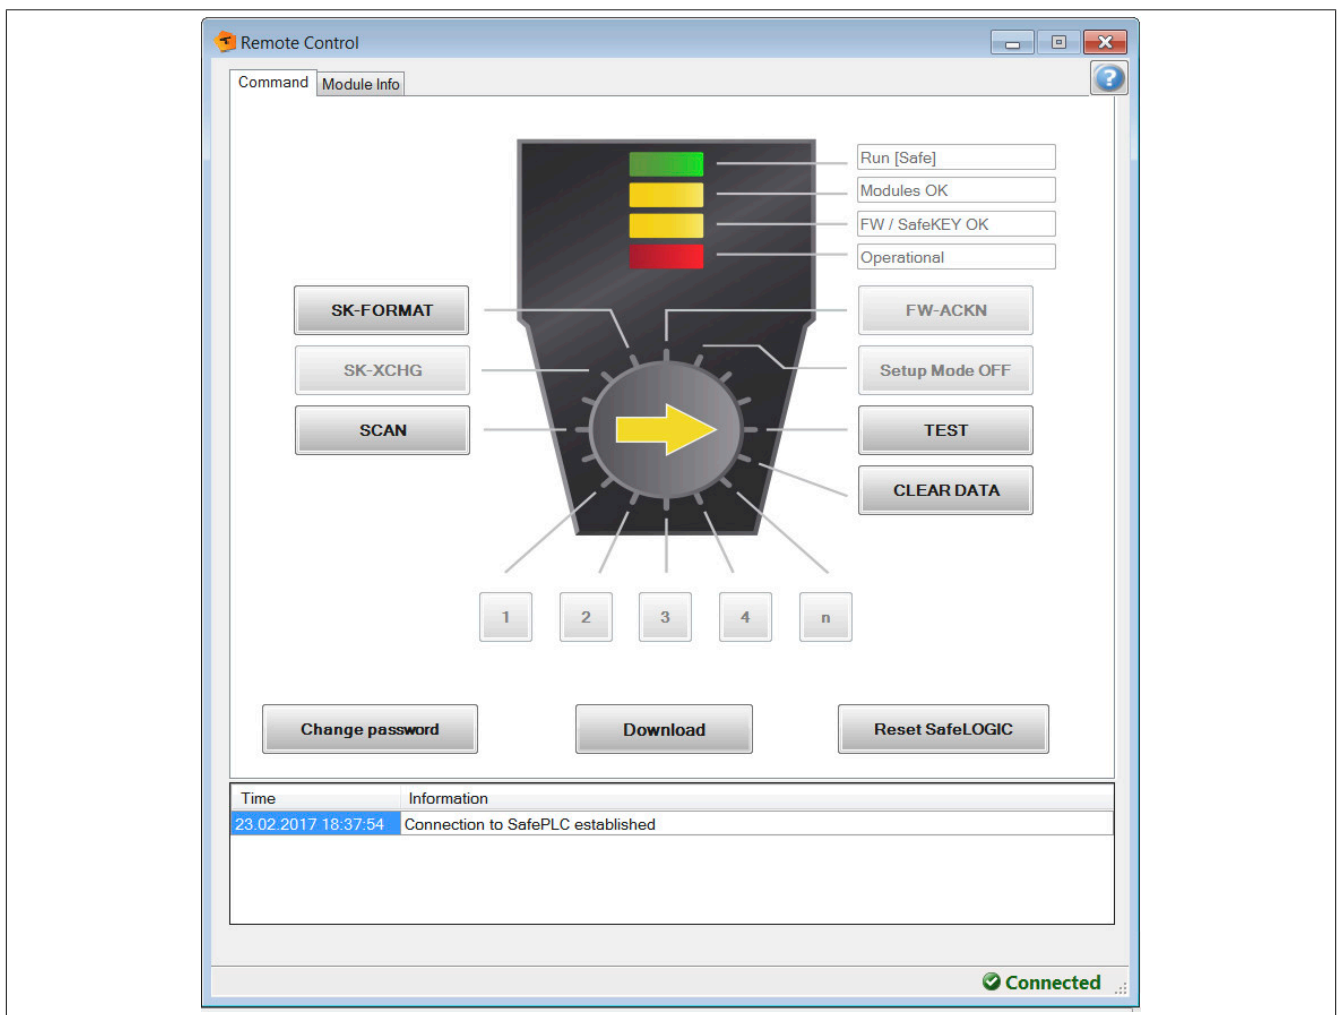 Remote Control
Command
Module Info
Run [Safe]
Modules OK
FW / SafeKEY OK
Operational
SK-FORMAT
FW-ACKN
SK-XCHG
Setup Mode OFF
SCAN
TEST
CLEAR DATA
1
2
3
4
n
Change password
Download
Reset SafeLOGIC
Time Information
23.02.2017 18:37:54 Connection to SafePLC established
Connected